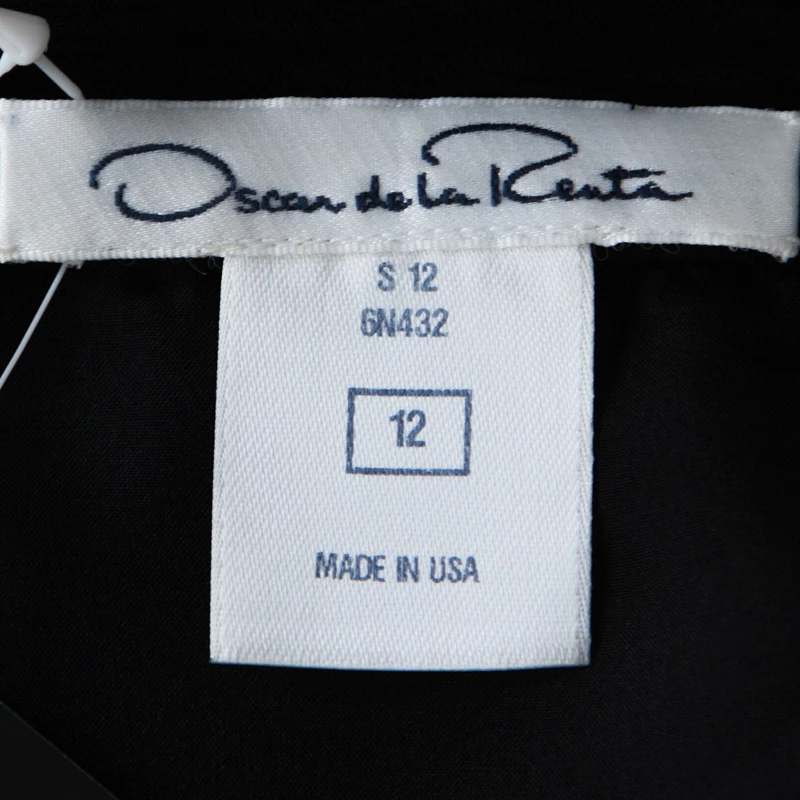 Oscar de la Renta
S 12
6N432
12
MADE IN USA